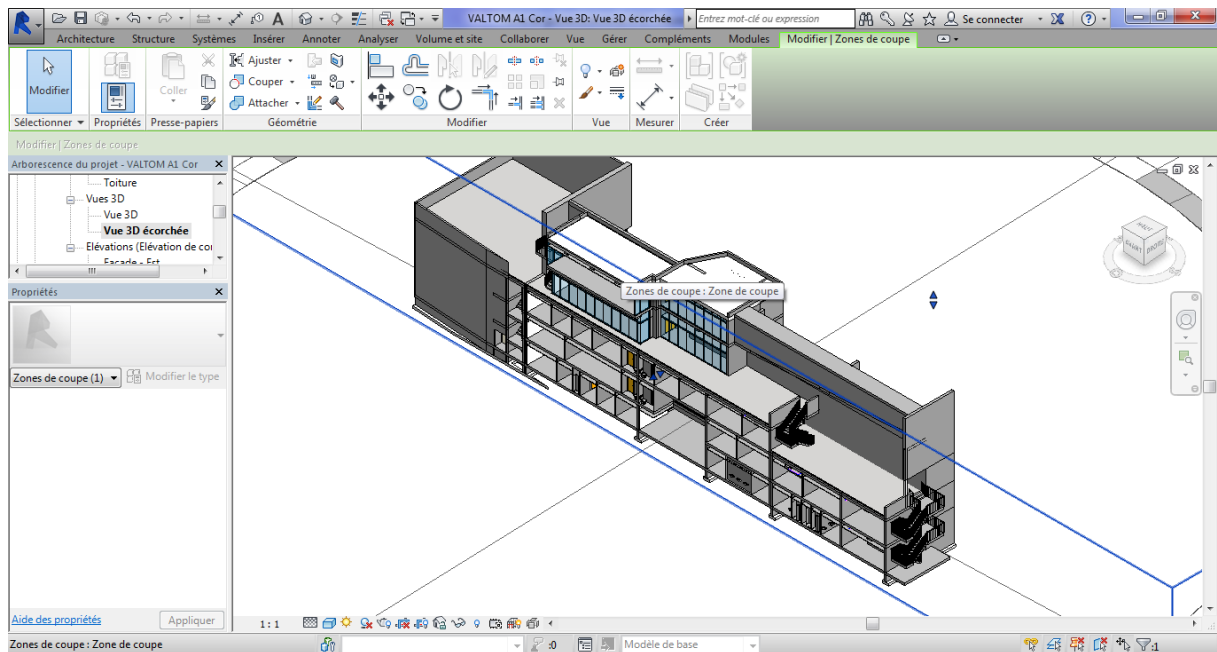 VALTOM A1 Cor - Vue 3D: Vue 3D écorchée
Entrez mot-clé ou expression
Se connecter
Architecture Structure Systèmes Insérer Annoter Analyser Volume et site Collaborer Vue Gérer Compléments Modules Modifier | Zones de coupe
Modifier
Coller
Ajuster
Couper
Attacher
Sélectionner Propriétés Presse-papiers Géométrie Modifier Vue Mesurer Créer
Modifier | Zones de coupe
Arborescence du projet - VALTOM A1 Cor
Toiture
Vues 3D
Vue 3D
Vue 3D écorchée
Elévations (Elévation de coi
Façade - Est
Propriétés
Zones de coupe (1)
Modifier le type
Zones de coupe : Zone de coupe
HAUT
DROITE
Aide des propriétés
Appliquer
1 : 1
Zones de coupe : Zone de coupe
:0
Modèle de base
:1